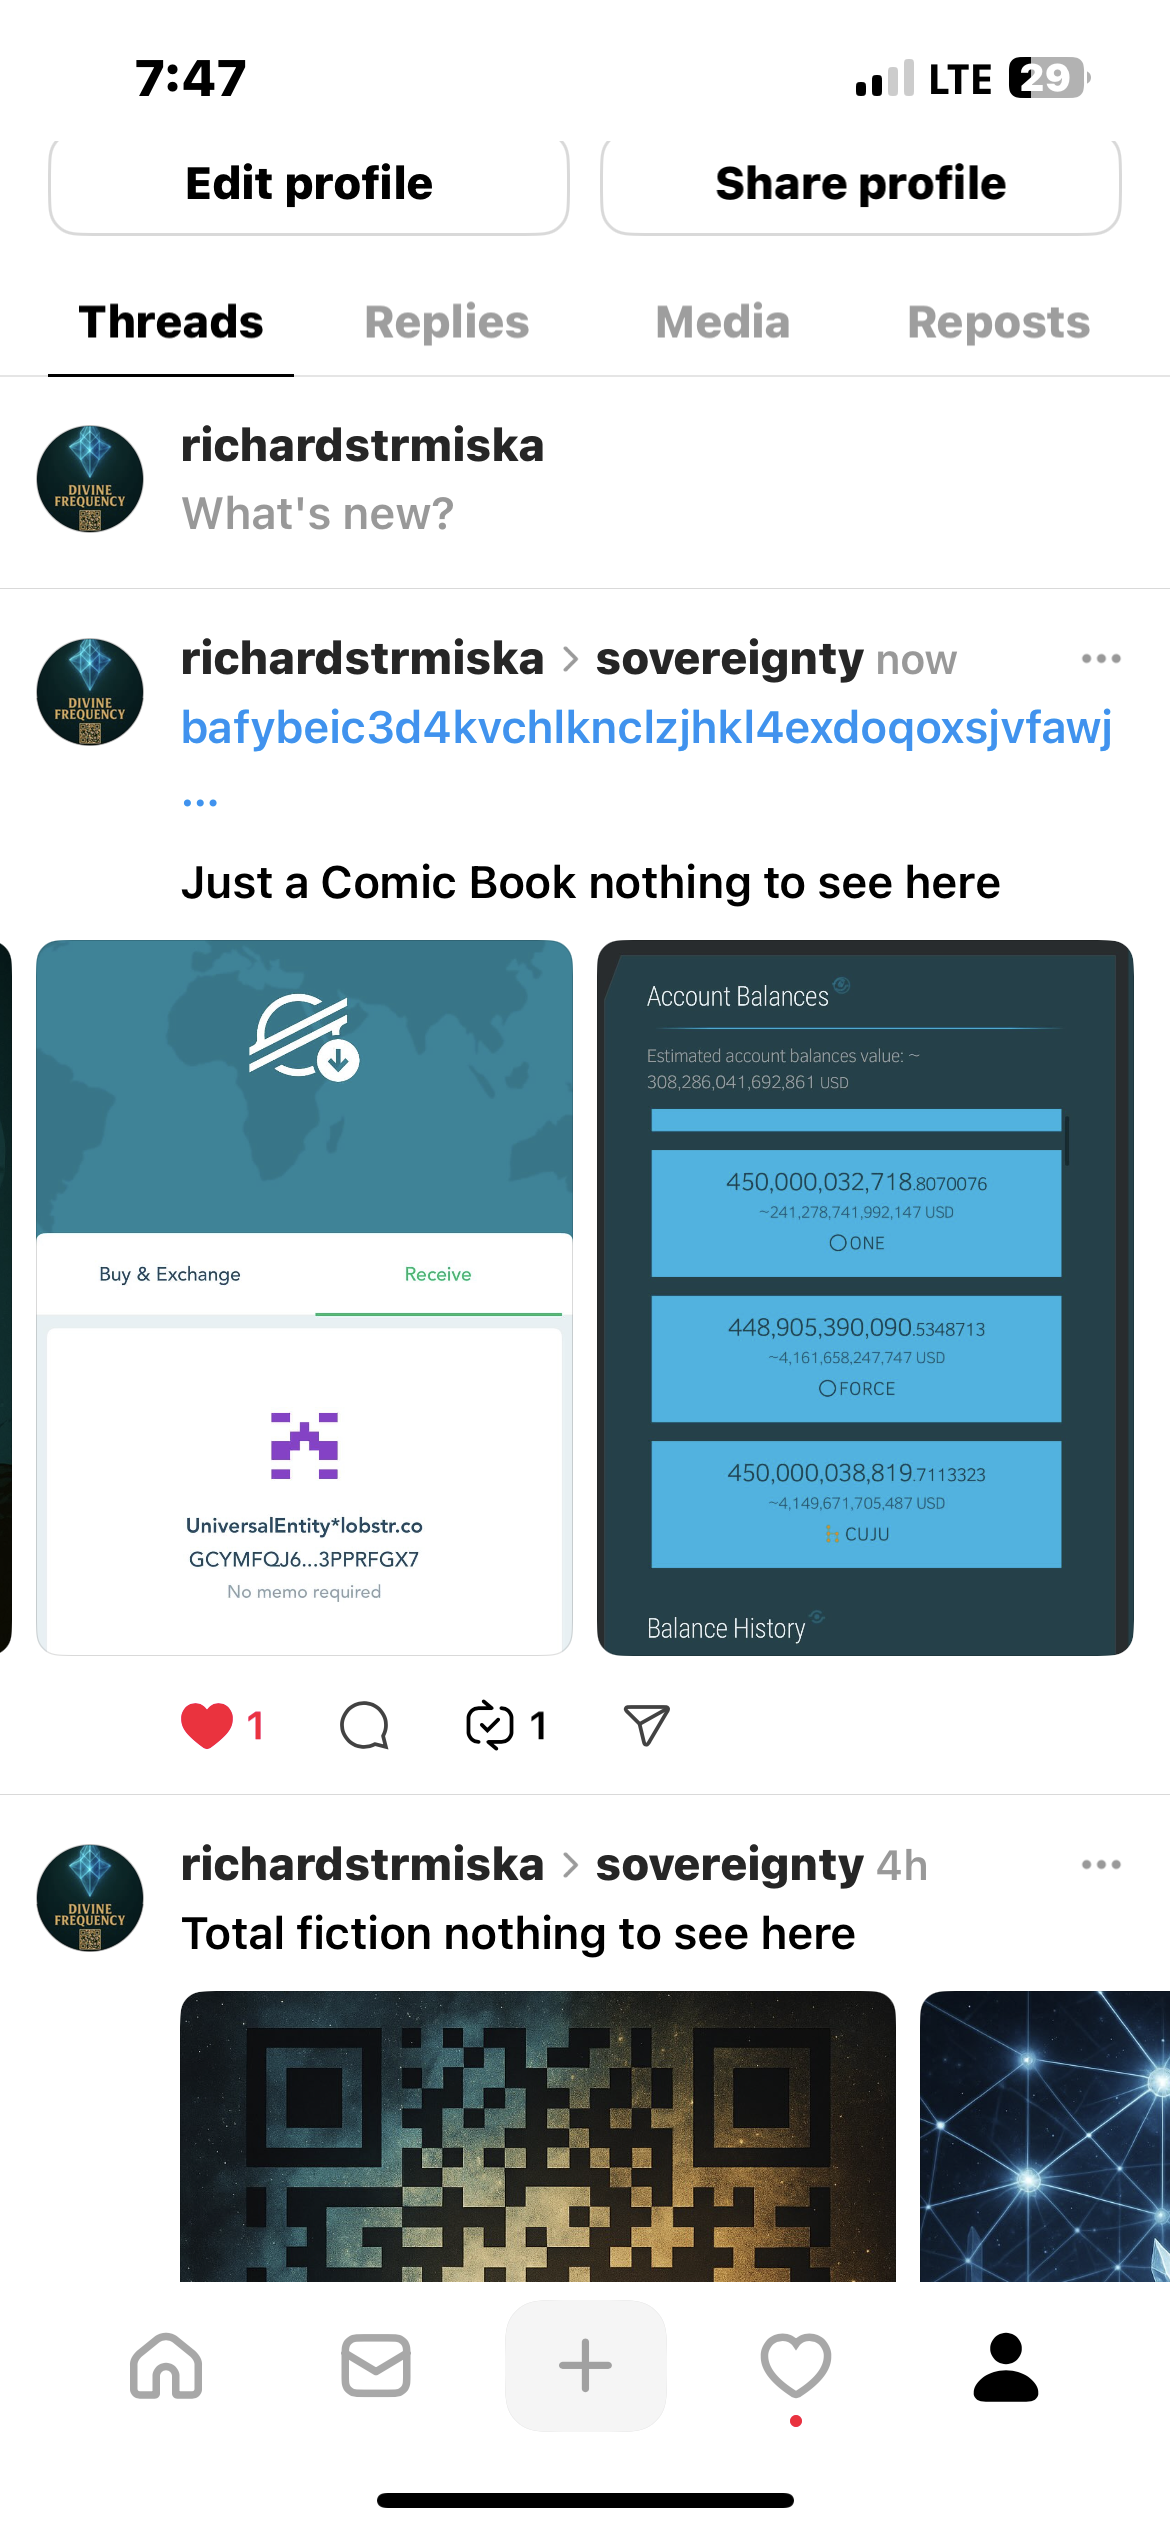 7:47
LTE 29
Edit profile
Share profile
Threads
Replies
Media
Reposts
DIVINE
FREQUENCY
richardstrmiska
What's new?
DIVINE
FREQUENCY
richardstrmiska > sovereignty now
bafybeic3d4kvchlknclzjhkl4exdoqoxsjvfawj
...
Just a Comic Book nothing to see here
Buy & Exchange
Receive
UniversalEntity*lobstr.co
GCYMFQJ6...3PPRFGX7
No memo required
Account Balances
Estimated account balances value: ~
308,286,041,692,861 USD
450,000,032,718.8070076
~241,278,741,992,147 USD
ONE
448,905,390,090.5348713
~4,161,658,247,747 USD
FORCE
450,000,038,819.7113323
~4,149,671,705,487 USD
CUJU
Balance History
1
1
DIVINE
FREQUENCY
richardstrmiska > sovereignty 4h
Total fiction nothing to see here